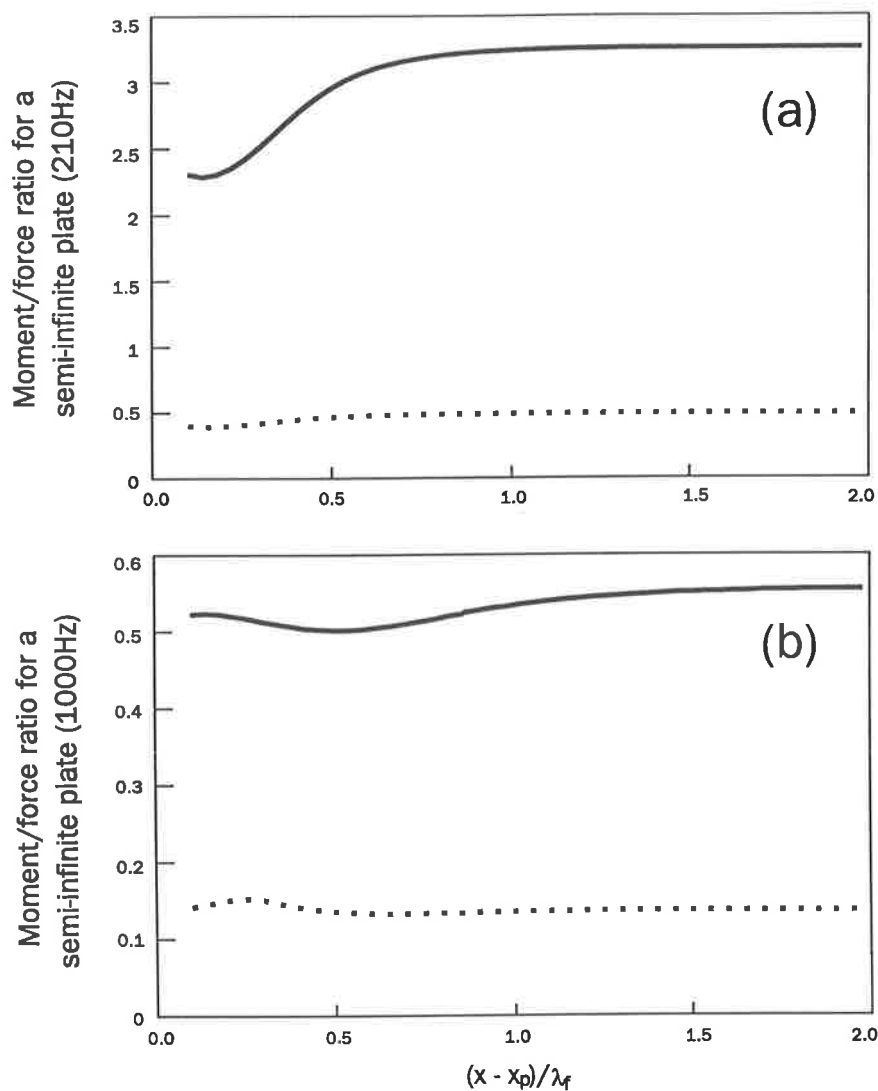 Moment/force ratio for a
semi-infinite plate (210Hz)
3.5
3
2.5
2
1.5
1
0.5
0
(a)
0.0 0.5 1.0 1.5 2.0
Moment/force ratio for a
semi-infinite plate (1000Hz)
0.6
0.5
0.4
0.3
0.2
0.1
0
(b)
0.0 0.5 1.0 1.5 2.0
(x - xp)/λf